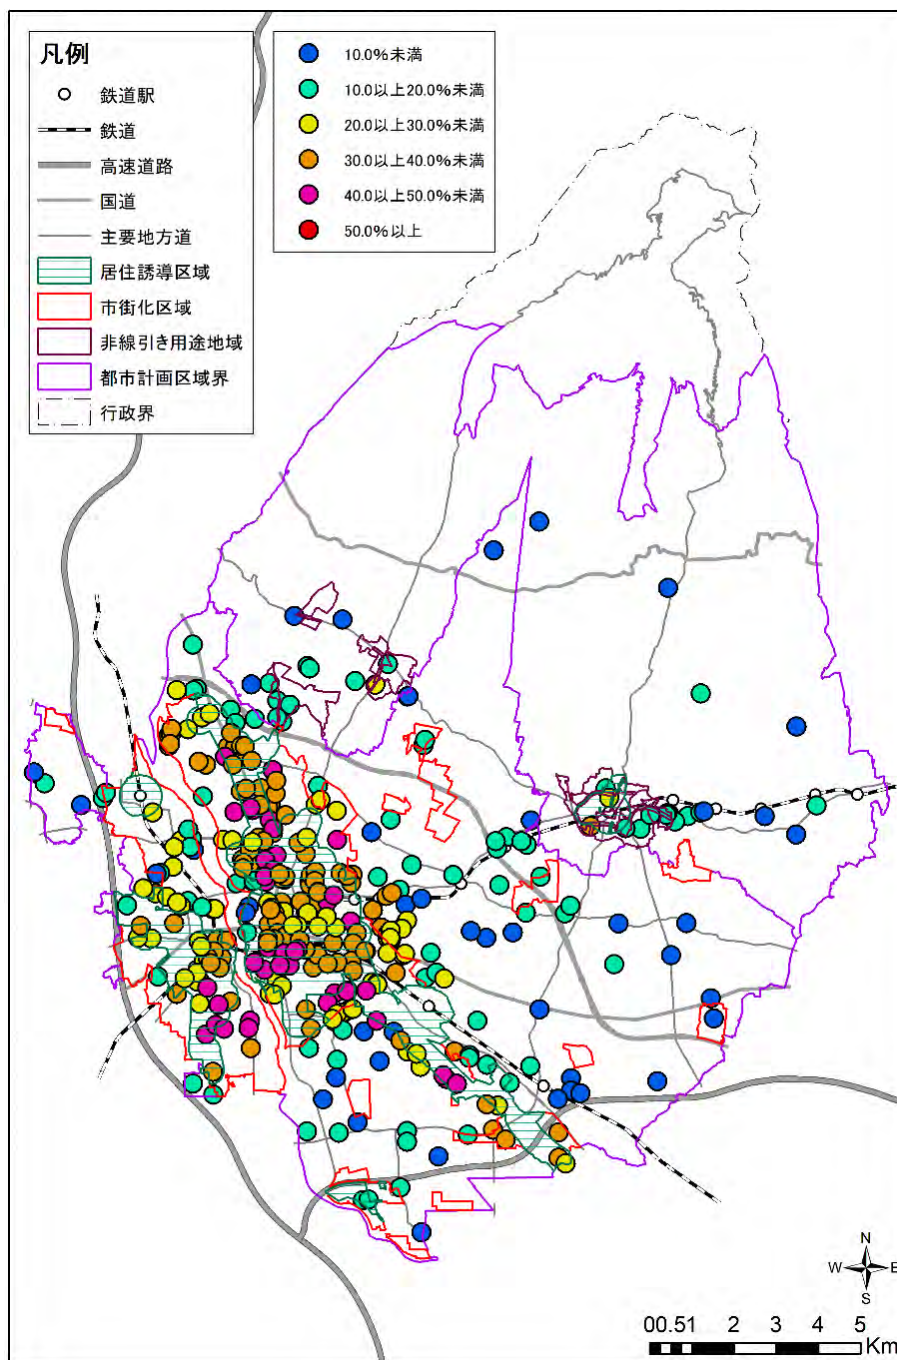 凡例
鉄道駅
鉄道
高速道路
国道
主要地方道
居住誘導区域
市街化区域
非線引き用途地域
都市計画区域界
行政界
10.0%未満
10.0以上20.0%未満
20.0以上30.0%未満
30.0以上40.0%未満
40.0以上50.0%未満
50.0%以上
N
W E
S
00.51 2 3 4 5
Km